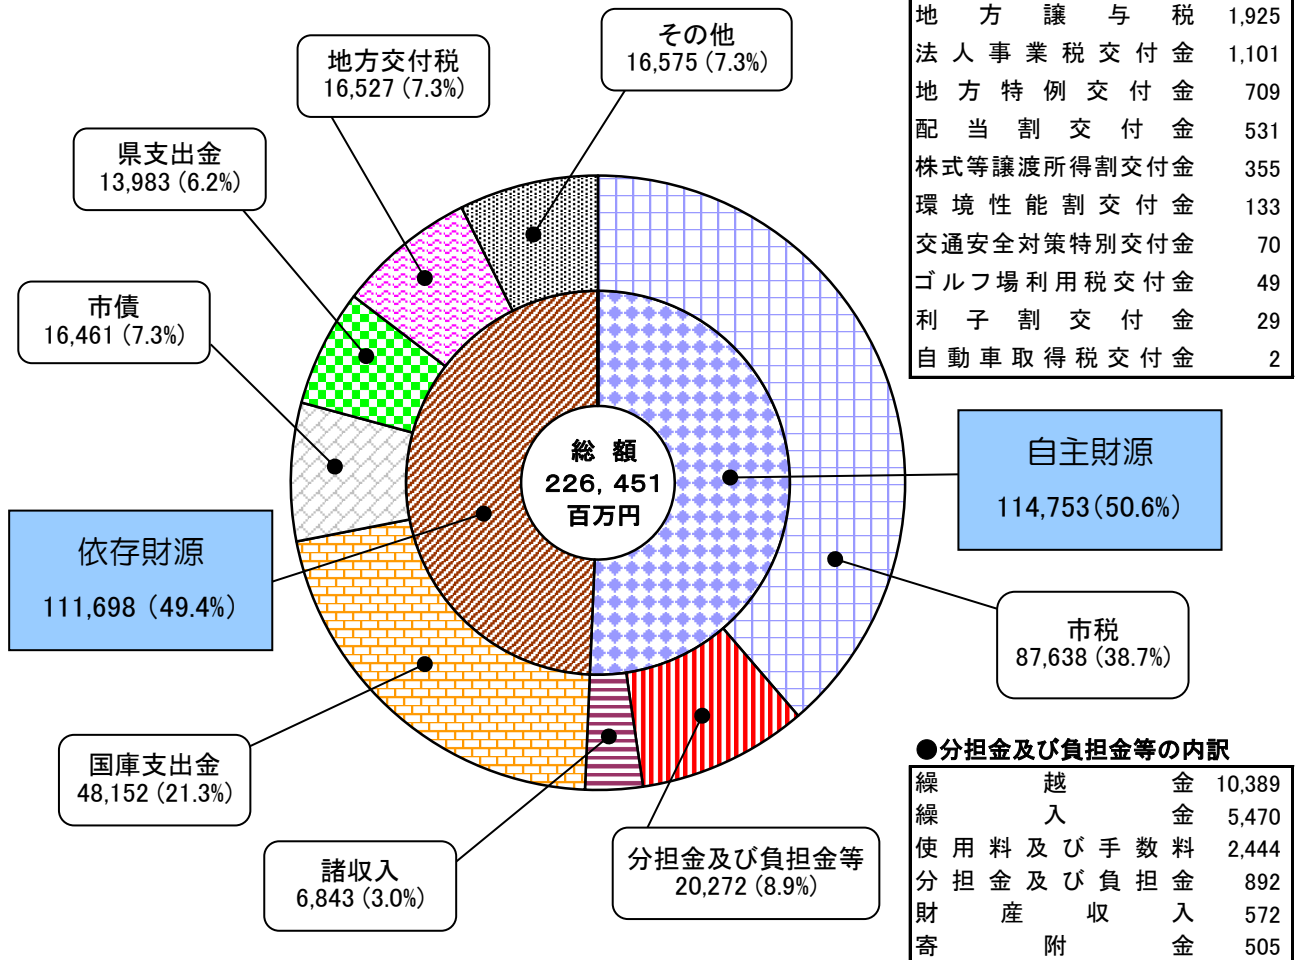 その他
16,575 (7.3%)
地方交付税
16,527 (7.3%)
県支出金
13,983 (6.2%)
市債
16,461 (7.3%)
地方譲与税 1,925
法人事業税交付金 1,101
地方特例交付金 709
配当割交付金 531
株式等譲渡所得割交付金 355
環境性能割交付金 133
交通安全対策特別交付金 70
ゴルフ場利用税交付金 49
利子割交付金 29
自動車取得税交付金 2
総額
226,451
百万円
自主財源
114,753(50.6%)
依存財源
111,698 (49.4%)
市税
87,638 (38.7%)
国庫支出金
48,152 (21.3%)
諸収入
6,843 (3.0%)
分担金及び負担金等
20,272 (8.9%)
●分担金及び負担金等の内訳
繰越金 10,389
繰入金 5,470
使用料及び手数料 2,444
分担金及び負担金 892
財産収入 572
寄附金 505